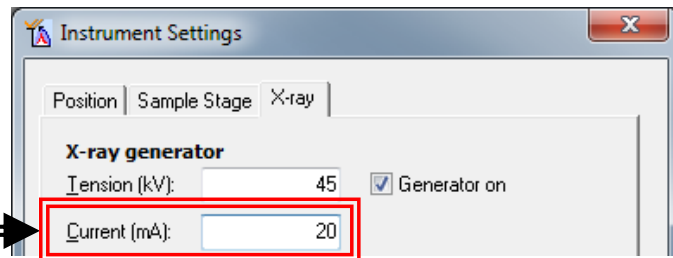 Instrument Settings
Position Sample Stage X-ray
X-ray generator
Tension (kV): 45 Generator on
Current (mA): 20